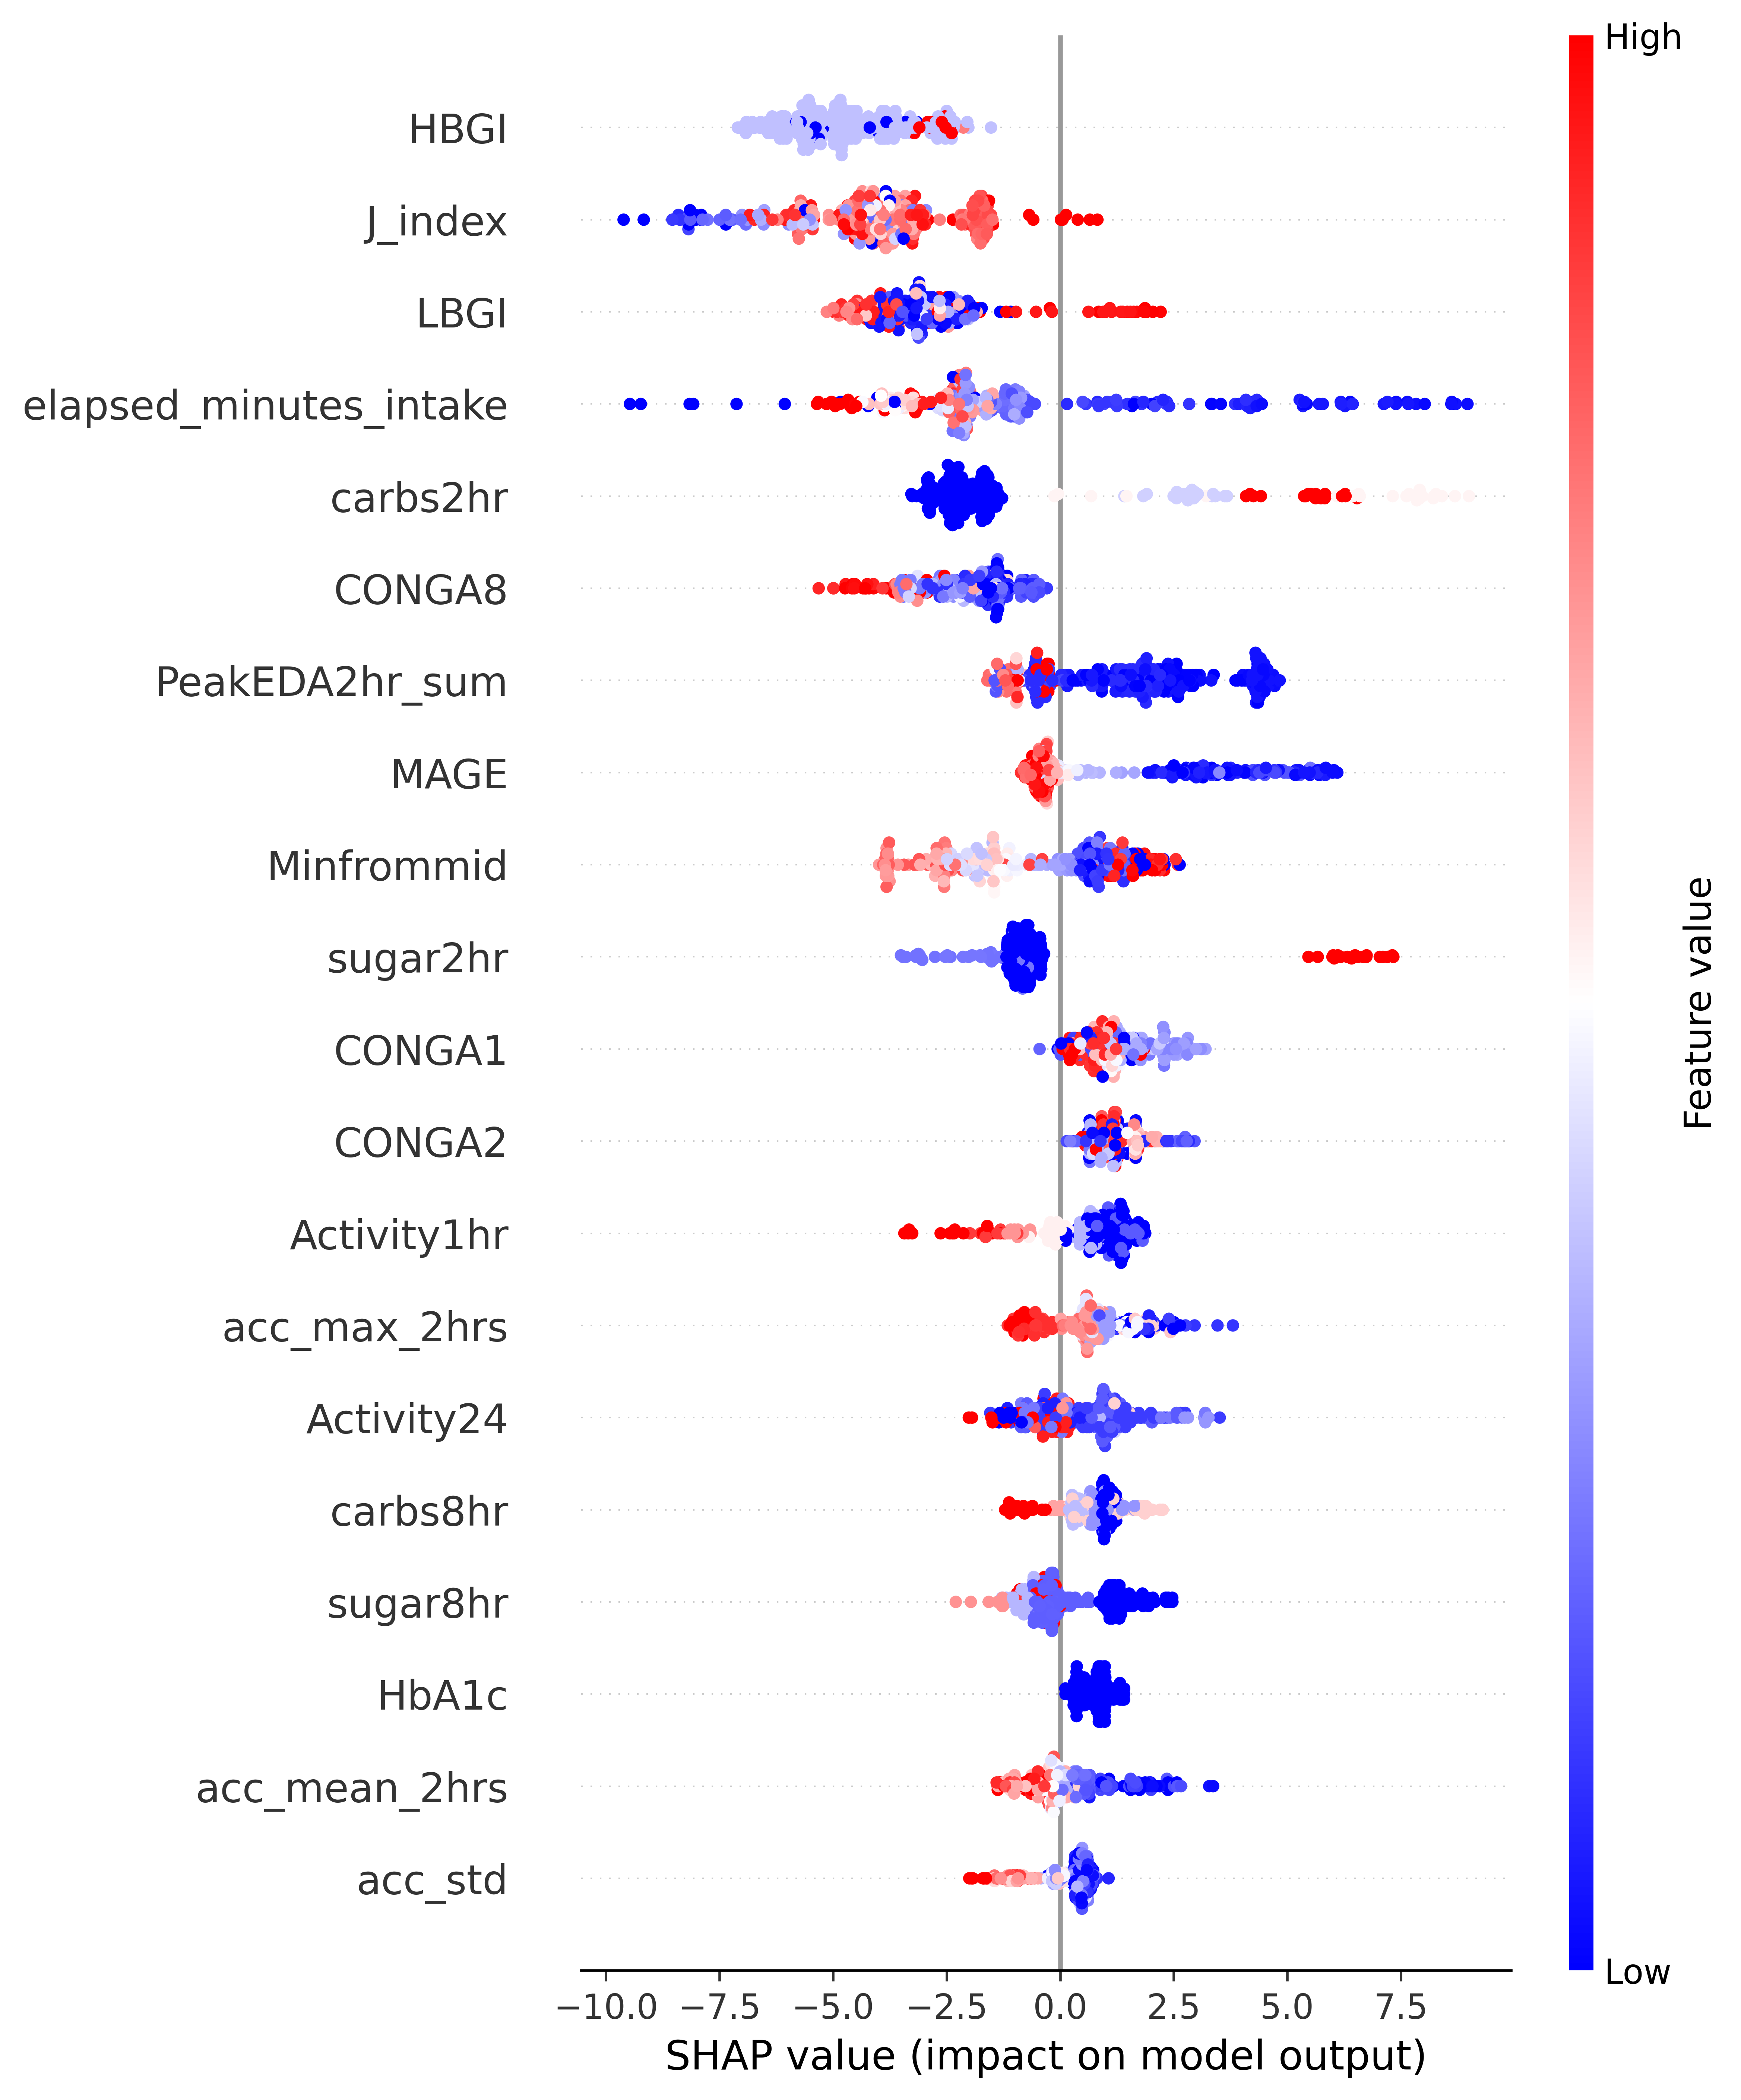 High
HBGI
J_index
LBGI
elapsed_minutes_intake
carbs2hr
CONGA8
PeakEDA2hr_sum
MAGE
Minfrommid
sugar2hr
CONGA1
CONGA2
Activity1hr
acc_max_2hrs
Activity24
carbs8hr
sugar8hr
HbA1c
acc_mean_2hrs
acc_std
Feature value
Low
−10.0 −7.5 −5.0 −2.5 0.0 2.5 5.0 7.5
SHAP value (impact on model output)